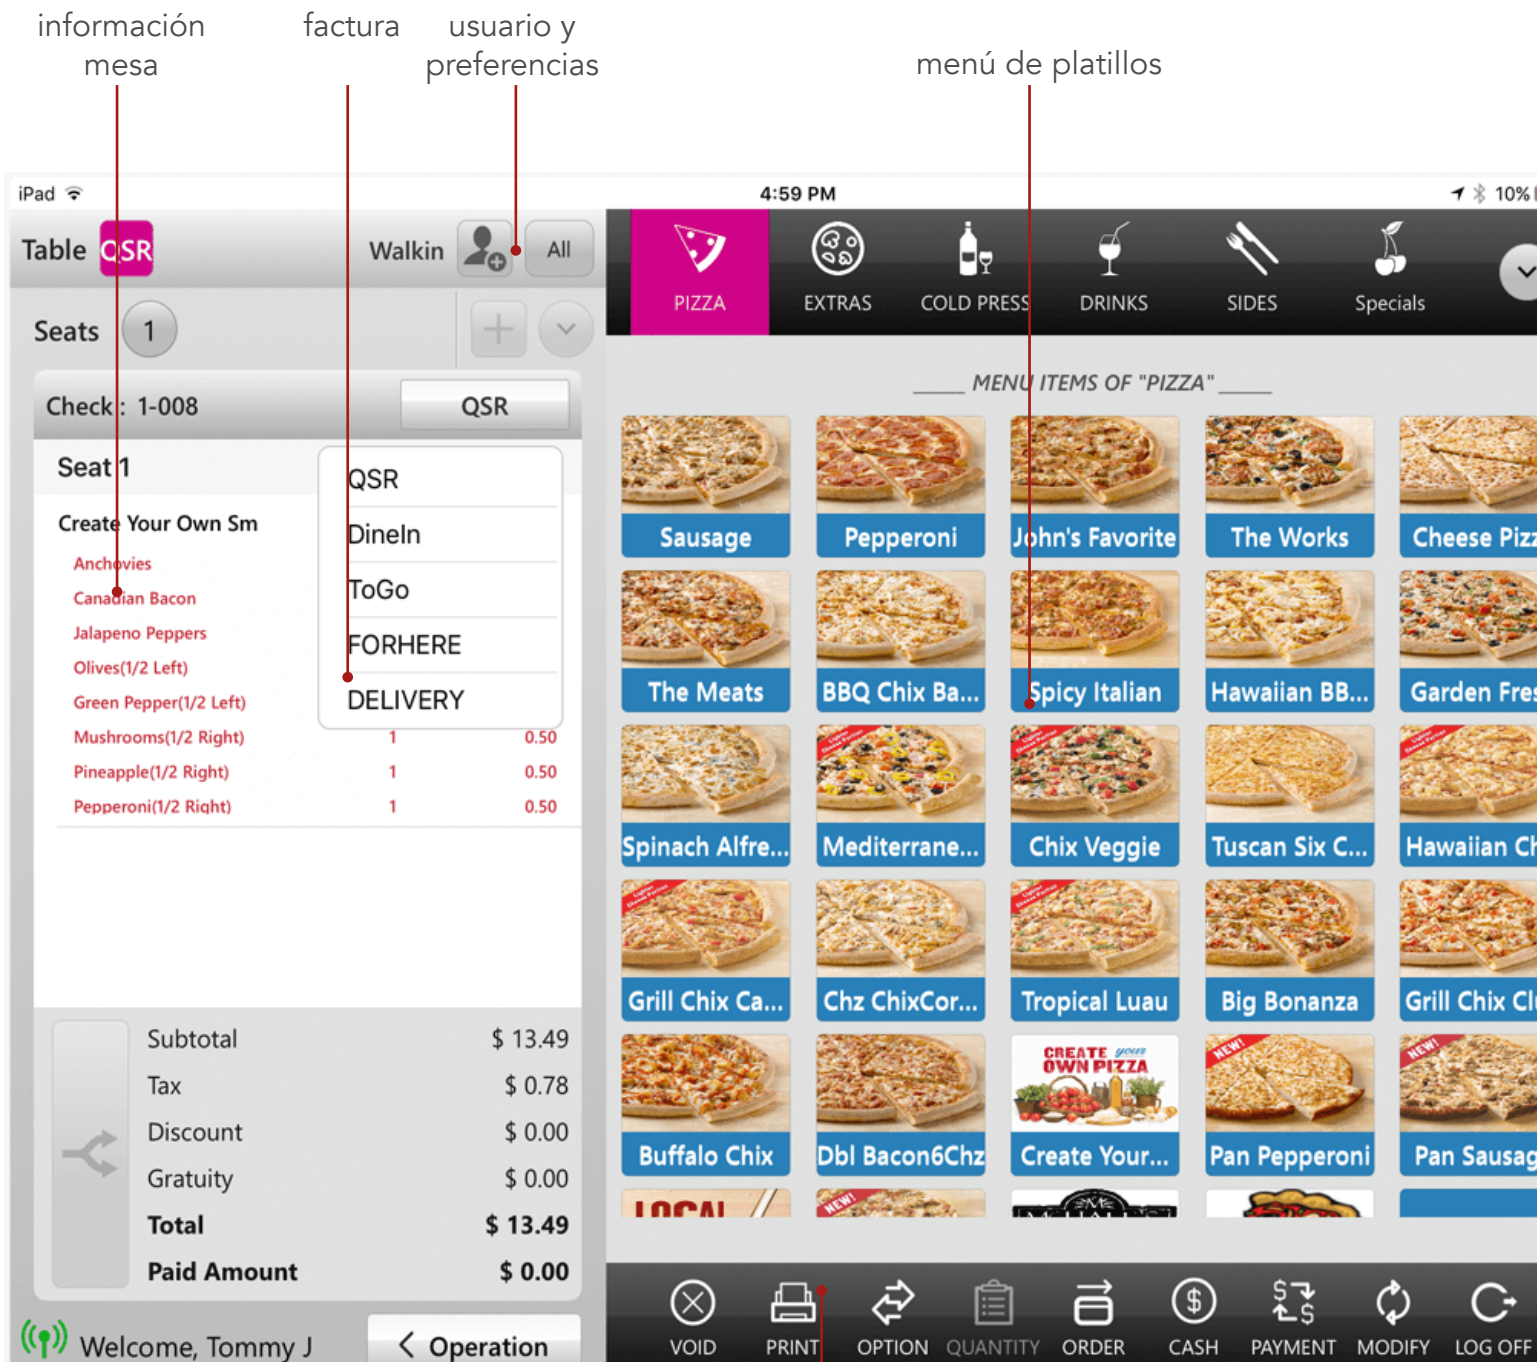 información
mesa
factura
usuario y
preferencias
menú de platillos
iPad
4:59 PM
10%
Table QSR
Walkin
All
Seats 1
Check : 1-008
QSR
Seat 1
QSR
DineIn
ToGo
FORHERE
DELIVERY
Create Your Own Sm
Anchovies
Canadian Bacon
Jalapeno Peppers
Olives(1/2 Left)
Green Pepper(1/2 Left)
Mushrooms(1/2 Right) 1 0.50
Pineapple(1/2 Right) 1 0.50
Pepperoni(1/2 Right) 1 0.50
Subtotal $ 13.49
Tax $ 0.78
Discount $ 0.00
Gratuity $ 0.00
Total $ 13.49
Paid Amount $ 0.00
Welcome, Tommy J
Operation
PIZZA EXTRAS COLD PRESS DRINKS SIDES Specials
MENU ITEMS OF "PIZZA"
Sausage Pepperoni John's Favorite The Works Cheese Pizz
The Meats BBQ Chix Ba... Spicy Italian Hawaiian BB... Garden Fres
Lighter
Cheese Portion
Spinach Alfre... Mediterrane... Chix Veggie Tuscan Six C... Hawaiian Ch
Grill Chix Ca... Chz ChixCor... Tropical Luau Big Bonanza Grill Chix Cl
CREATE your
OWN PIZZA
NEW! NEW!
Buffalo Chix Dbl Bacon6Chz Create Your... Pan Pepperoni Pan Sausag
LOCAL
NEW!
VOID PRINT OPTION QUANTITY ORDER CASH PAYMENT MODIFY LOG OFF